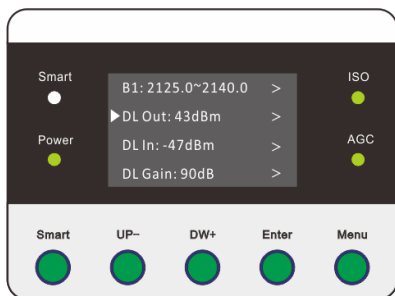 Smart
ISO
B1: 2125.0~2140.0 >
DL Out: 43dBm >
Power
AGC
DL In: -47dBm >
DL Gain: 90dB >
Smart UP− DW+ Enter Menu